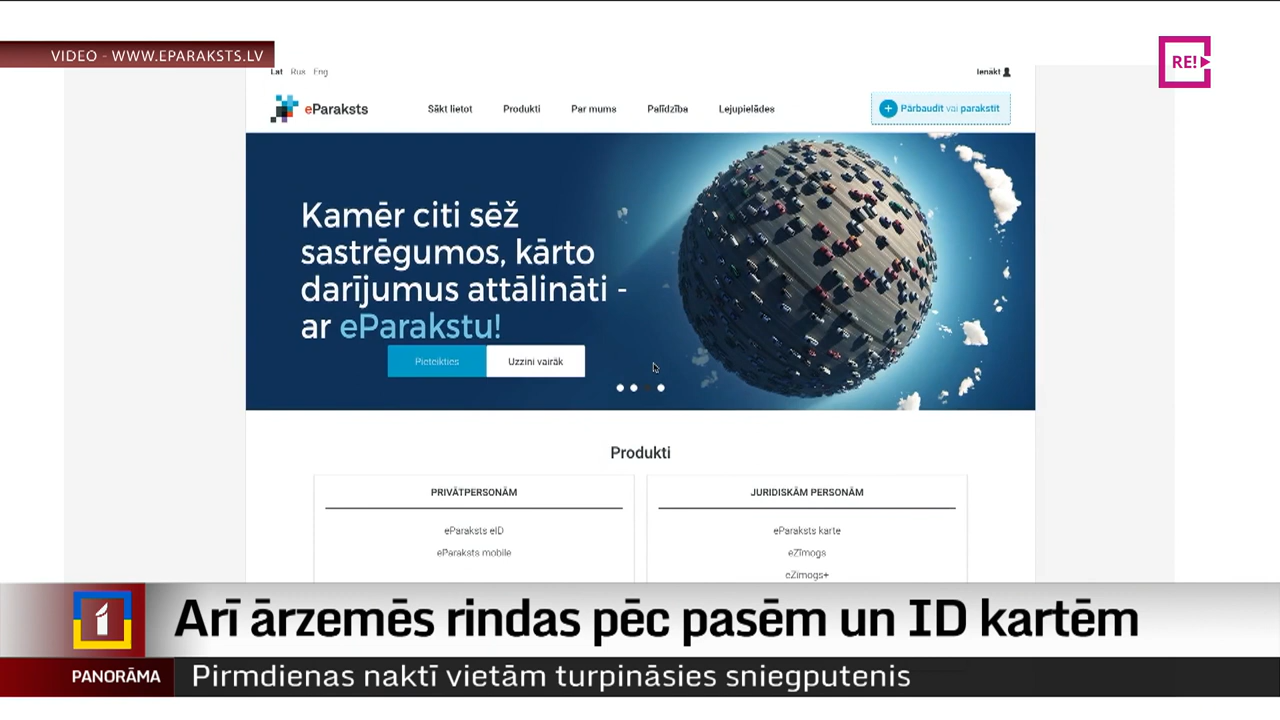 VIDEO - WWW.EPARAKSTS.LV
RE!
Lat Rus Eng
Ienākt
eParaksts
Sākt lietot Produkti Par mums Palīdzība Lejupielādes
Pārbaudīt vai parakstīt
Kamēr citi sēž
sastrēgumos, kārto
darījumus attālināti -
ar eParakstu!
Pieteikties Uzzini vairāk
Produkti
PRIVĀTPERSONĀM
eParaksts eID
eParaksts mobile
JURIDISKĀM PERSONĀM
eParaksts karte
eZīmogs
eZīmogs+
1
Arī ārzemēs rindas pēc pasēm un ID kartēm
PANORĀMA
Pirmdienas naktī vietām turpināsies sniegputenis